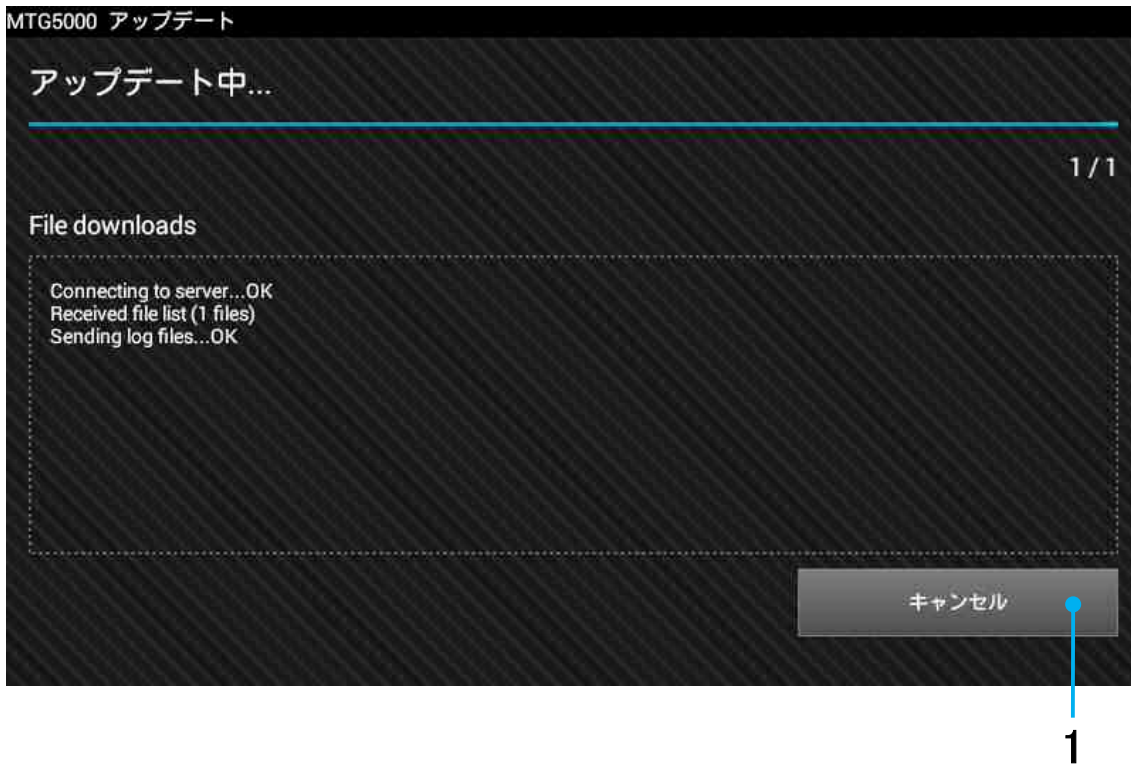 MTG5000 アップデート
アップデート中...
1 / 1
File downloads
Connecting to server...OK
Received file list (1 files)
Sending log files...OK
キャンセル
1